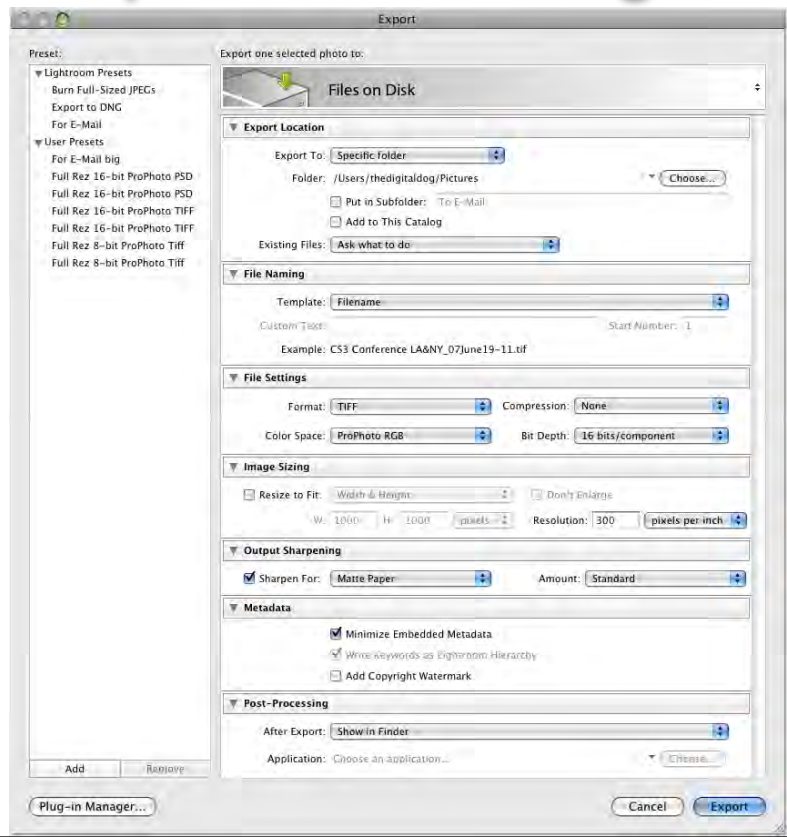 Export
Preset:
Lightroom Presets
Burn Full-Sized JPEGs
Export to DNG
For E-Mail
User Presets
For E-Mail big
Full Rez 16-bit ProPhoto PSD
Full Rez 16-bit ProPhoto PSD
Full Rez 16-bit ProPhoto TIFF
Full Rez 16-bit ProPhoto TIFF
Full Rez 8-bit ProPhoto Tiff
Full Rez 8-bit ProPhoto Tiff
Add Remove
Plug-in Manager...
Export one selected photo to:
Files on Disk
Export Location
Export To: Specific folder
Folder: /Users/thedigitaldog/Pictures Choose...
Put in Subfolder: To E-Mail
Add to This Catalog
Existing Files: Ask what to do
File Naming
Template: Filename
Custom Text: Start Number: 1
Example: CS3 Conference LA&NY_07June19-11.tif
File Settings
Format: TIFF Compression: None
Color Space: ProPhoto RGB Bit Depth: 16 bits/component
Image Sizing
Resize to Fit: Width & Height Don't Enlarge
W: 1000 H: 1000 pixels Resolution: 300 pixels per inch
Output Sharpening
Sharpen For: Matte Paper Amount: Standard
Metadata
Minimize Embedded Metadata
Write Keywords as Lightroom Hierarchy
Add Copyright Watermark
Post-Processing
After Export: Show in Finder
Application: Choose an application... Choose...
Cancel Export